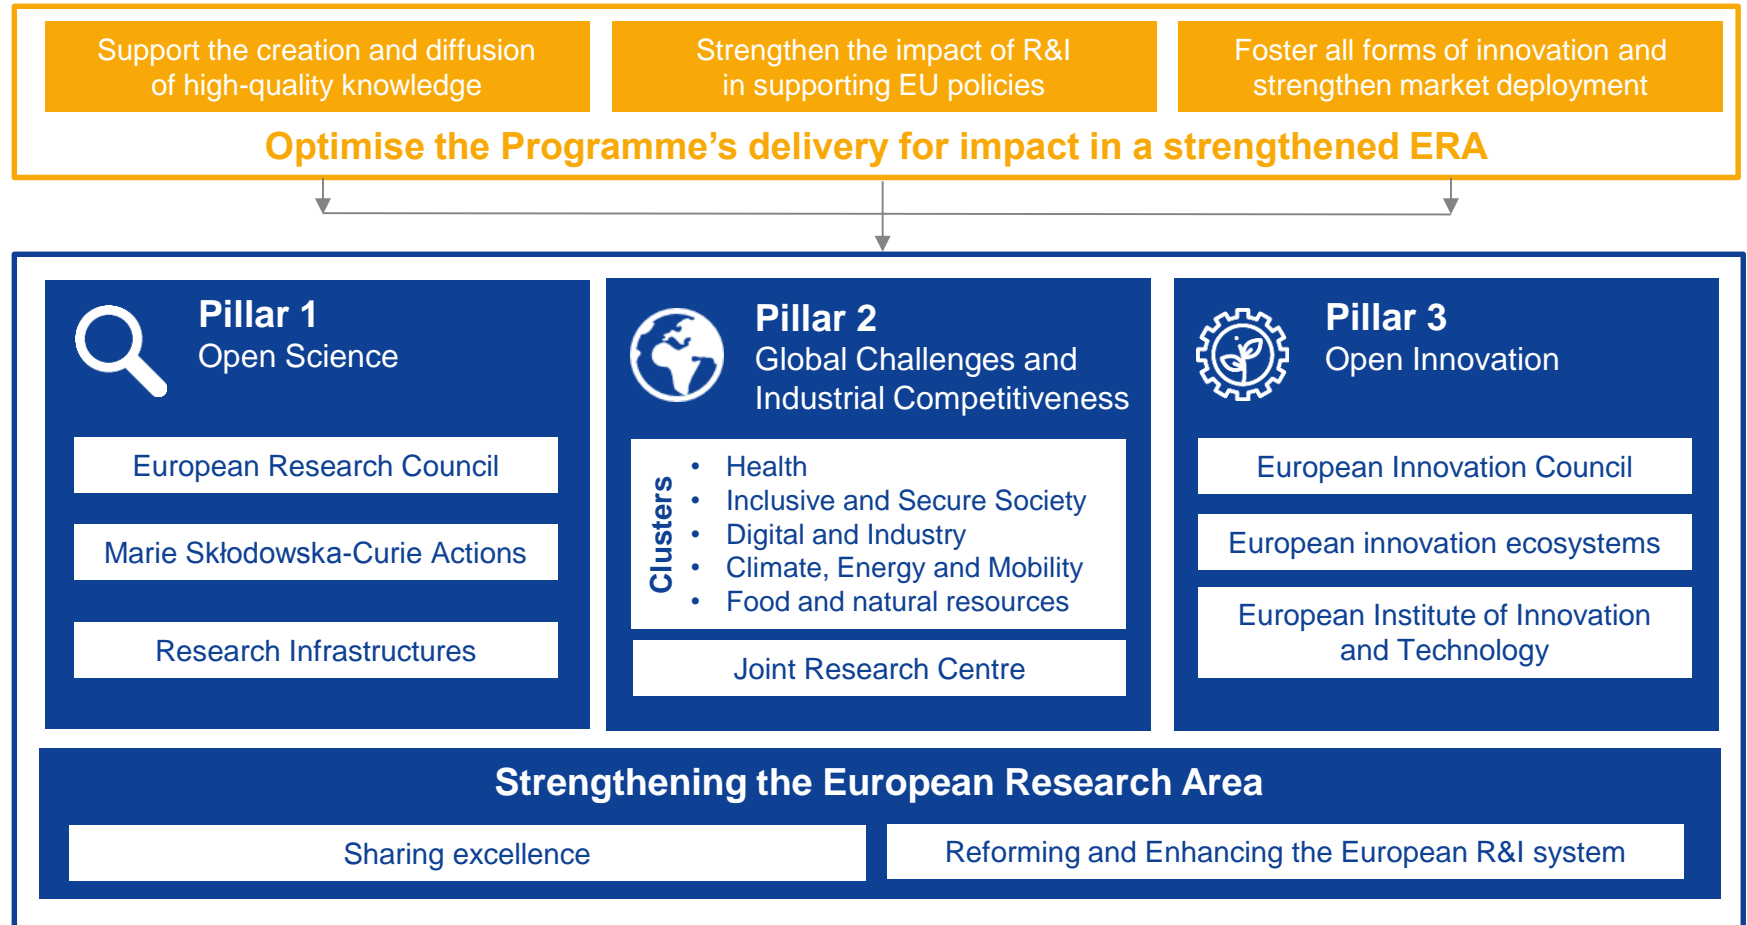 Support the creation and diffusion
of high-quality knowledge
Strengthen the impact of R&I
in supporting EU policies
Foster all forms of innovation and
strengthen market deployment
Optimise the Programme’s delivery for impact in a strengthened ERA
Pillar 1
Open Science
European Research Council
Marie Skłodowska-Curie Actions
Research Infrastructures
Pillar 2
Global Challenges and
Industrial Competitiveness
Clusters
• Health
• Inclusive and Secure Society
• Digital and Industry
• Climate, Energy and Mobility
• Food and natural resources
Joint Research Centre
Pillar 3
Open Innovation
European Innovation Council
European innovation ecosystems
European Institute of Innovation
and Technology
Strengthening the European Research Area
Sharing excellence
Reforming and Enhancing the European R&I system